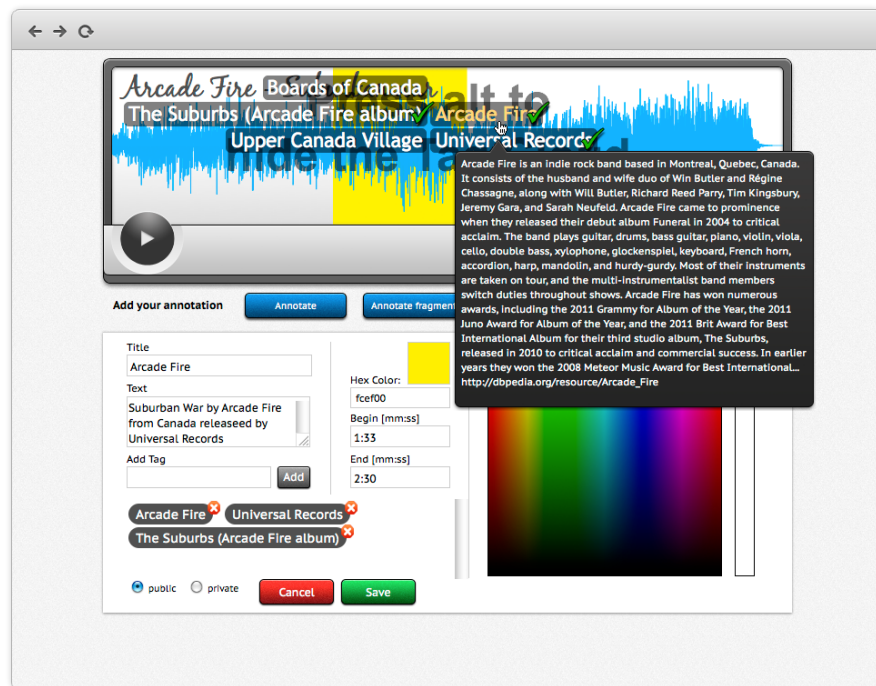 Arcade Fire - Suburban War
Boards of Canada
Press alt to
The Suburbs (Arcade Fire album)
Arcade Fire
hide the Tag
Upper Canada Village
Universal Records
Arcade Fire is an indie rock band based in Montreal, Quebec, Canada.
It consists of the husband and wife duo of Win Butler and Régine
Chassagne, along with Will Butler, Richard Reed Parry, Tim Kingsbury,
Jeremy Gara, and Sarah Neufeld. Arcade Fire came to prominence
when they released their debut album Funeral in 2004 to critical
acclaim. The band plays guitar, drums, bass guitar, piano, violin, viola,
cello, double bass, xylophone, glockenspiel, keyboard, French horn,
accordion, harp, mandolin, and hurdy-gurdy. Most of their instruments
are taken on tour, and the multi-instrumentalist band members
switch duties throughout shows. Arcade Fire has won numerous
awards, including the 2011 Grammy for Album of the Year, the 2011
Juno Award for Album of the Year, and the 2011 Brit Award for Best
International Album for their third studio album, The Suburbs,
released in 2010 to critical acclaim and commercial success. In earlier
years they won the 2008 Meteor Music Award for Best International...
http://dbpedia.org/resource/Arcade_Fire
Add your annotation
Annotate
Annotate fragment
Title
Arcade Fire
Text
Suburban War by Arcade Fire
from Canada releaseed by
Universal Records
Add Tag
Add
Hex Color:
fcef00
Begin [mm:ss]
1:33
End [mm:ss]
2:30
Arcade Fire
Universal Records
The Suburbs (Arcade Fire album)
public
private
Cancel
Save